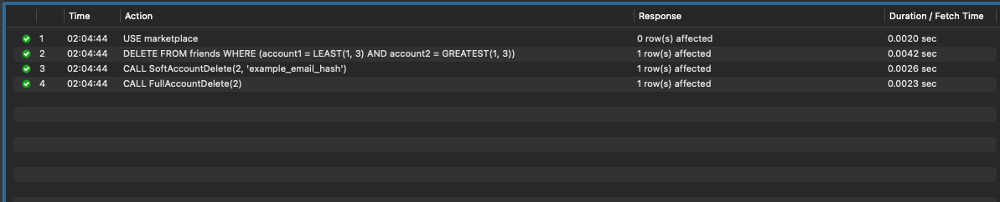 Time Action Response Duration / Fetch Time
1 02:04:44 USE marketplace 0 row(s) affected 0.0020 sec
2 02:04:44 DELETE FROM friends WHERE (account1 = LEAST(1, 3) AND account2 = GREATEST(1, 3)) 1 row(s) affected 0.0042 sec
3 02:04:44 CALL SoftAccountDelete(2, 'example_email_hash') 1 row(s) affected 0.0026 sec
4 02:04:44 CALL FullAccountDelete(2) 1 row(s) affected 0.0023 sec